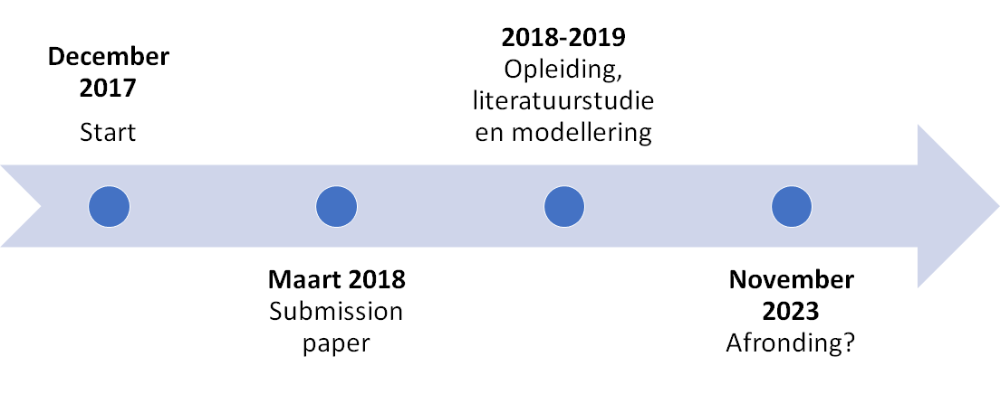 December
2017
Start
Maart 2018
Submission
paper
2018-2019
Opleiding,
literatuurstudie
en modellering
November
2023
Afronding?